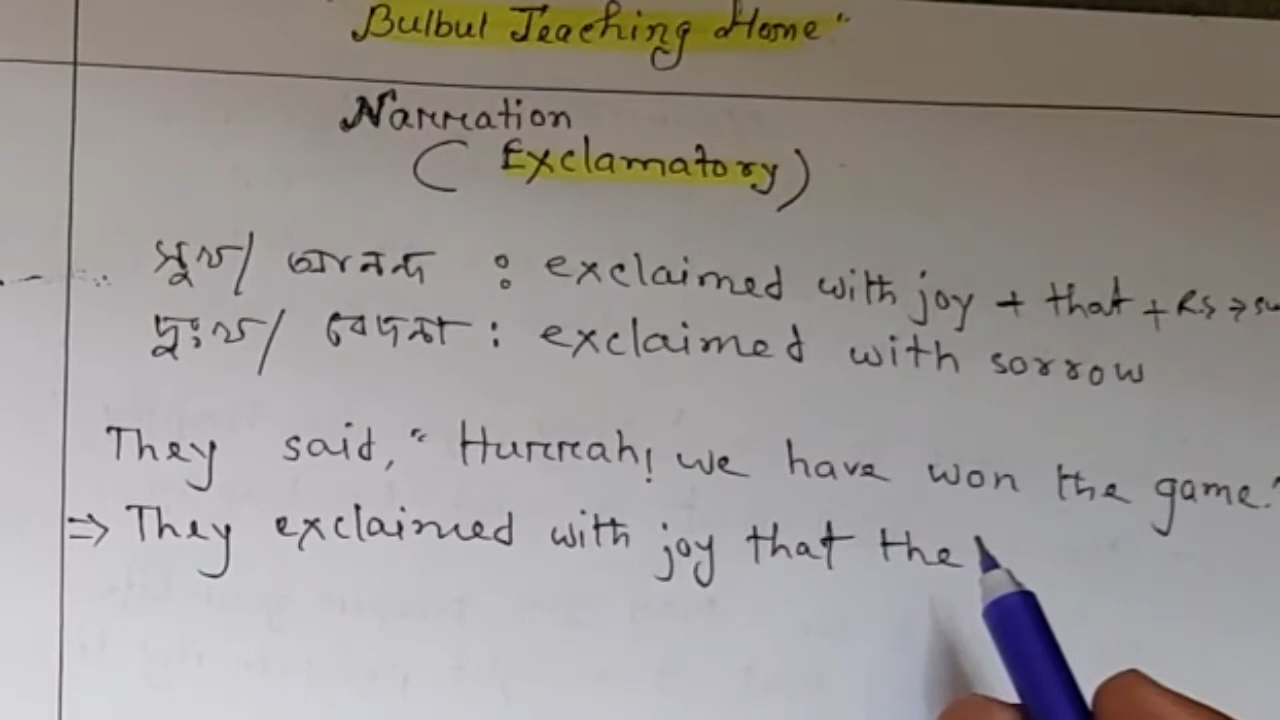 Bulbul Teaching Home"
Narration
(Exclamatory)
সুখ/ আনন্দ : exclaimed with joy + that + R.S →
দুঃখ/ বেদনা : exclaimed with sorrow
They said, "Hurrah! we have won the game."
⇒ They exclaimed with joy that the